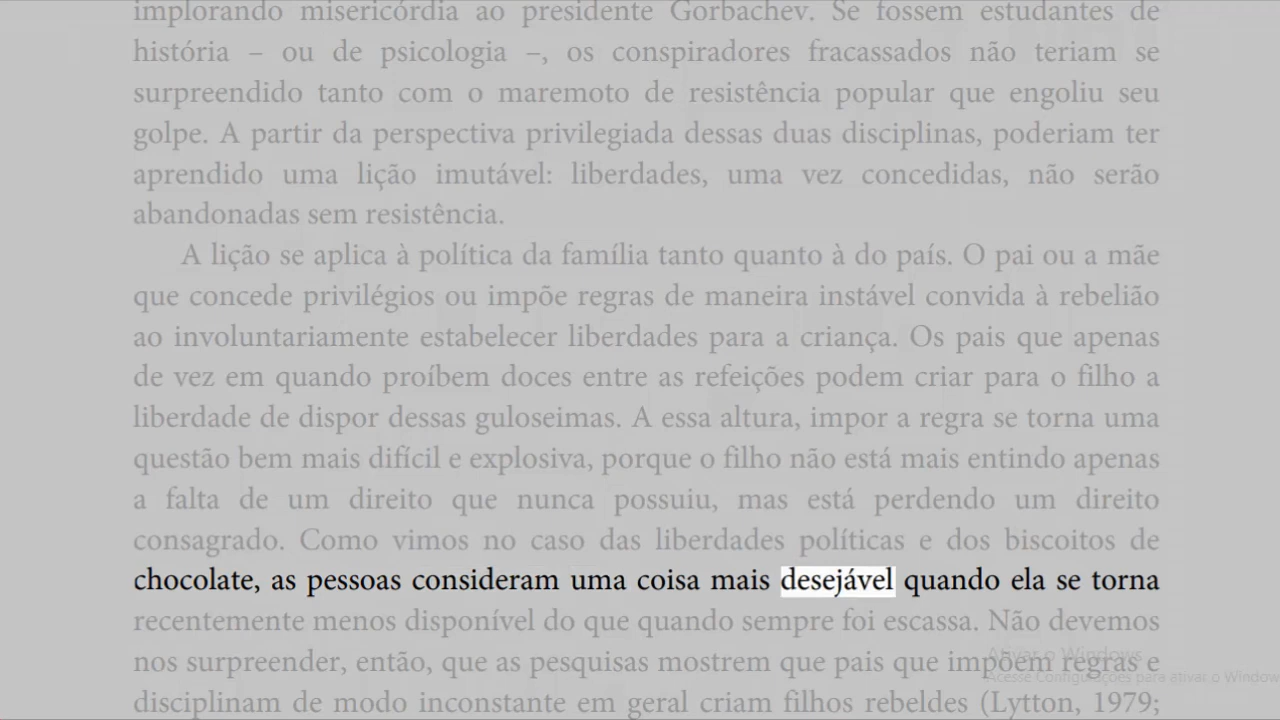 implorando misericórdia ao presidente Gorbachev. Se fossem estudantes de
história – ou de psicologia –, os conspiradores fracassados não teriam se
surpreendido tanto com o maremoto de resistência popular que engoliu seu
golpe. A partir da perspectiva privilegiada dessas duas disciplinas, poderiam ter
aprendido uma lição imutável: liberdades, uma vez concedidas, não serão
abandonadas sem resistência.
A lição se aplica à política da família tanto quanto à do país. O pai ou a mãe
que concede privilégios ou impõe regras de maneira instável convida à rebelião
ao involuntariamente estabelecer liberdades para a criança. Os pais que apenas
de vez em quando proíbem doces entre as refeições podem criar para o filho a
liberdade de dispor dessas guloseimas. A essa altura, impor a regra se torna uma
questão bem mais difícil e explosiva, porque o filho não está mais entindo apenas
a falta de um direito que nunca possuiu, mas está perdendo um direito
consagrado. Como vimos no caso das liberdades políticas e dos biscoitos de
chocolate, as pessoas consideram uma coisa mais desejável quando ela se torna
recentemente menos disponível do que quando sempre foi escassa. Não devemos
nos surpreender, então, que as pesquisas mostrem que pais que impõem regras e
disciplinam de modo inconstante em geral criam filhos rebeldes (Lytton, 1979;
Ativar o Windows
Acesse Configurações para ativar o Window